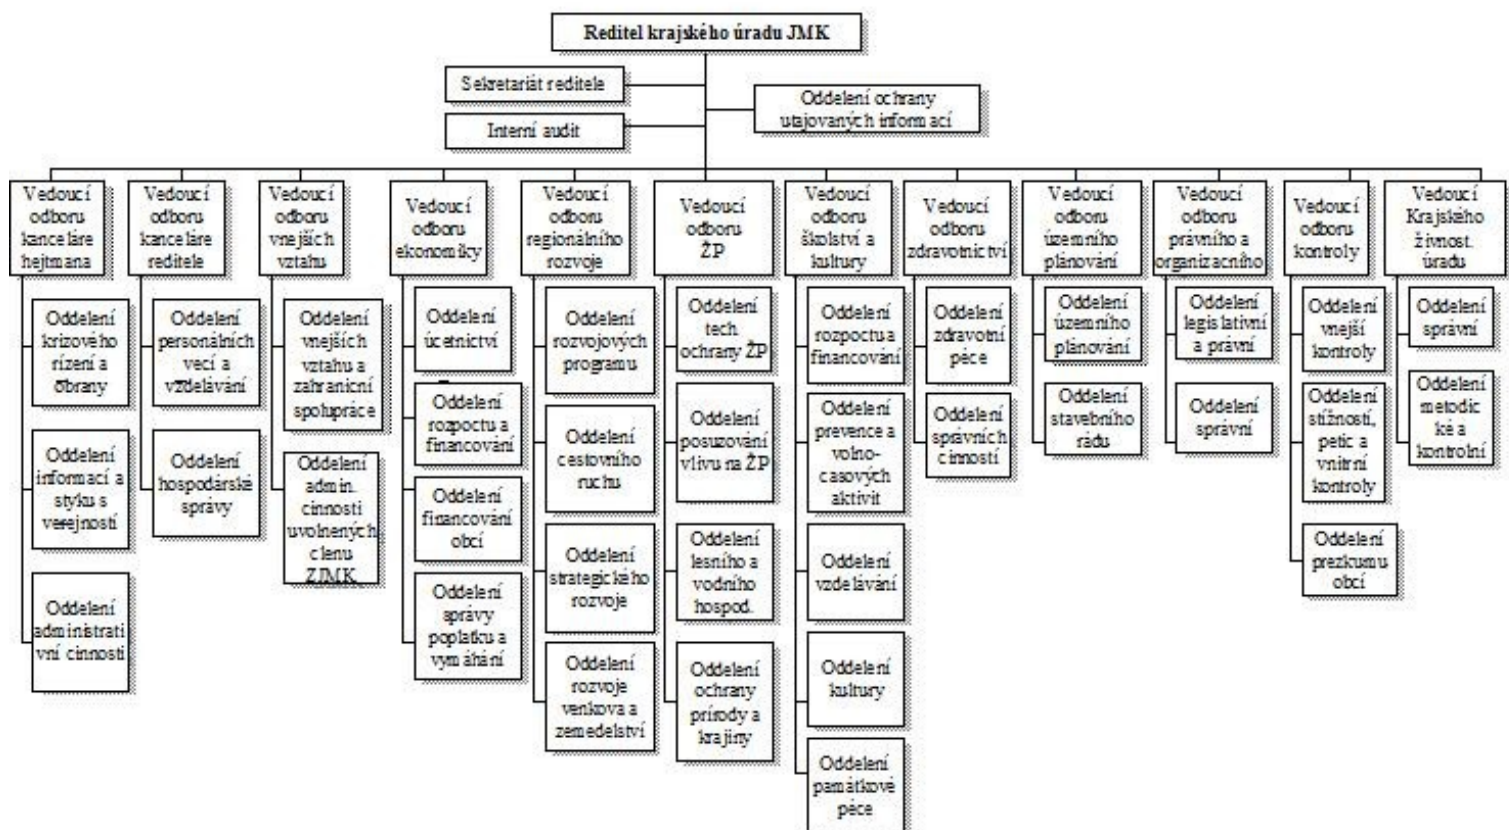 Reditel krajského úradu JMK
Sekretariát reditele
Oddelení ochrany
utajovaných informací
Interní audit
Vedoucí
odboru
kanceláre
hejtmana
Vedoucí
odboru
kanceláre
reditele
Vedoucí
odboru
vnejších
vztahu
Vedoucí
odboru
ekonomiky
Vedoucí
odboru
regionálního
rozvoje
Vedoucí
odboru
ŽP
Vedoucí
odboru
školství a
kultury
Vedoucí
odboru
zdravotnictví
Vedoucí
odboru
územního
plánování
Vedoucí
odboru
právního a
organizacního
Vedoucí
odboru
kontroly
Vedoucí
Krajského
živnost.
úradu
Oddelení
krizového
rízení a
obrany
Oddelení
informací a
styku s
verejností
Oddelení
administrati
vní cinnosti
Oddelení
personálních
vecí a
vzdelávání
Oddelení
hospodárské
správy
Oddelení
vnejších
vztahu a
zahranicní
spolupráce
Oddelení
admin.
cinnosti
uvolnených
clenu
ZJMK
Oddelení
úcetnictví
Oddelení
rozpoctu a
financování
Oddelení
financování
obcí
Oddelení
správy
poplatku a
vymáhání
Oddelení
rozvojových
programu
Oddelení
cestovního
ruchu
Oddelení
strategického
rozvoje
Oddelení
rozvoje
venkova a
zemedelství
Oddelení
tech
ochrany ŽP
Oddelení
posuzování
vlivu na ŽP
Oddelení
lesního a
vodního
hospod.
Oddelení
ochrany
prírody a
krajiny
Oddelení
rozpoctu a
financování
Oddelení
prevence a
volno-
casových
aktivit
Oddelení
vzdelávání
Oddelení
kultury
Oddelení
památkové
péce
Oddelení
zdravotní
péce
Oddelení
správních
cinností
Oddelení
územního
plánování
Oddelení
stavebního
rádu
Oddelení
legislativní
a právní
Oddelení
správní
Oddelení
vnejší
kontroly
Oddelení
stížností,
petic a
vnitrní
kontroly
Oddelení
prezkumu
obcí
Oddelení
správní
Oddelení
metodic
ké a
kontrolní